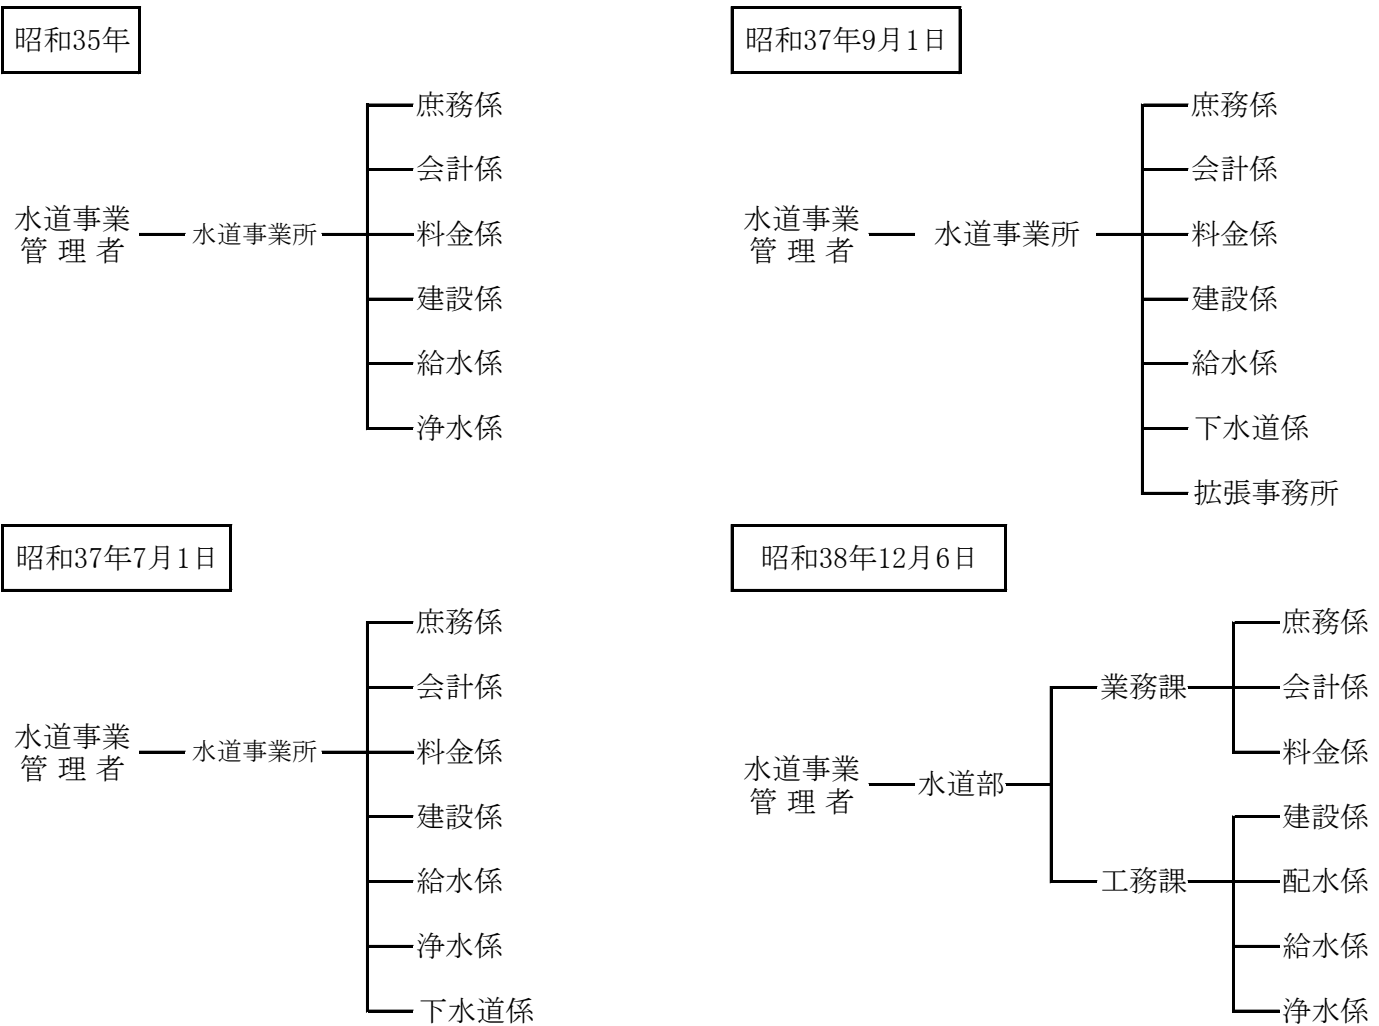 昭和35年
庶務係
会計係
水道事業
管理者
水道事業所
料金係
建設係
給水係
浄水係
昭和37年7月1日
庶務係
会計係
水道事業
管理者
水道事業所
料金係
建設係
給水係
浄水係
下水道係
昭和37年9月1日
庶務係
会計係
水道事業
管理者
水道事業所
料金係
建設係
給水係
下水道係
拡張事務所
昭和38年12月6日
水道事業
管理者
水道部
業務課
庶務係
会計係
料金係
工務課
建設係
配水係
給水係
浄水係